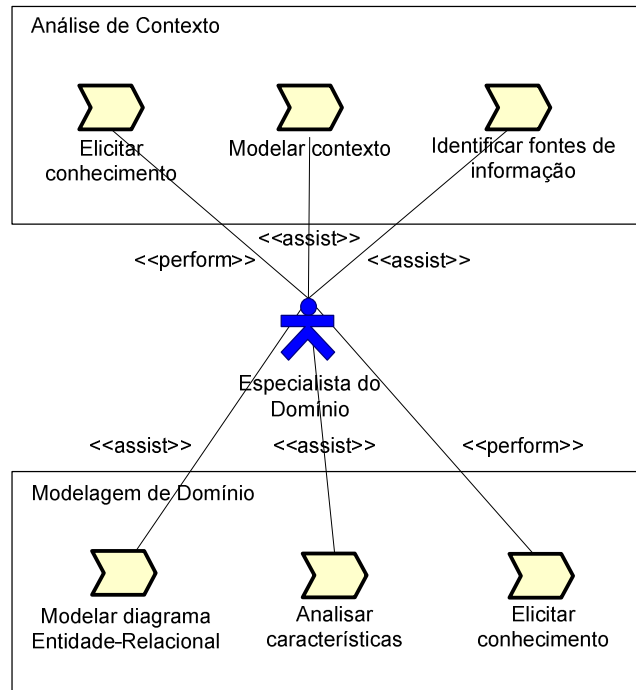 Análise de Contexto
Elicitar
conhecimento
Modelar contexto
Identificar fontes de
informação
<<assist>>
<<perform>>
<<assist>>
Especialista do
Domínio
<<assist>>
<<assist>>
<<perform>>
Modelagem de Domínio
Modelar diagrama
Entidade-Relacional
Analisar
características
Elicitar
conhecimento